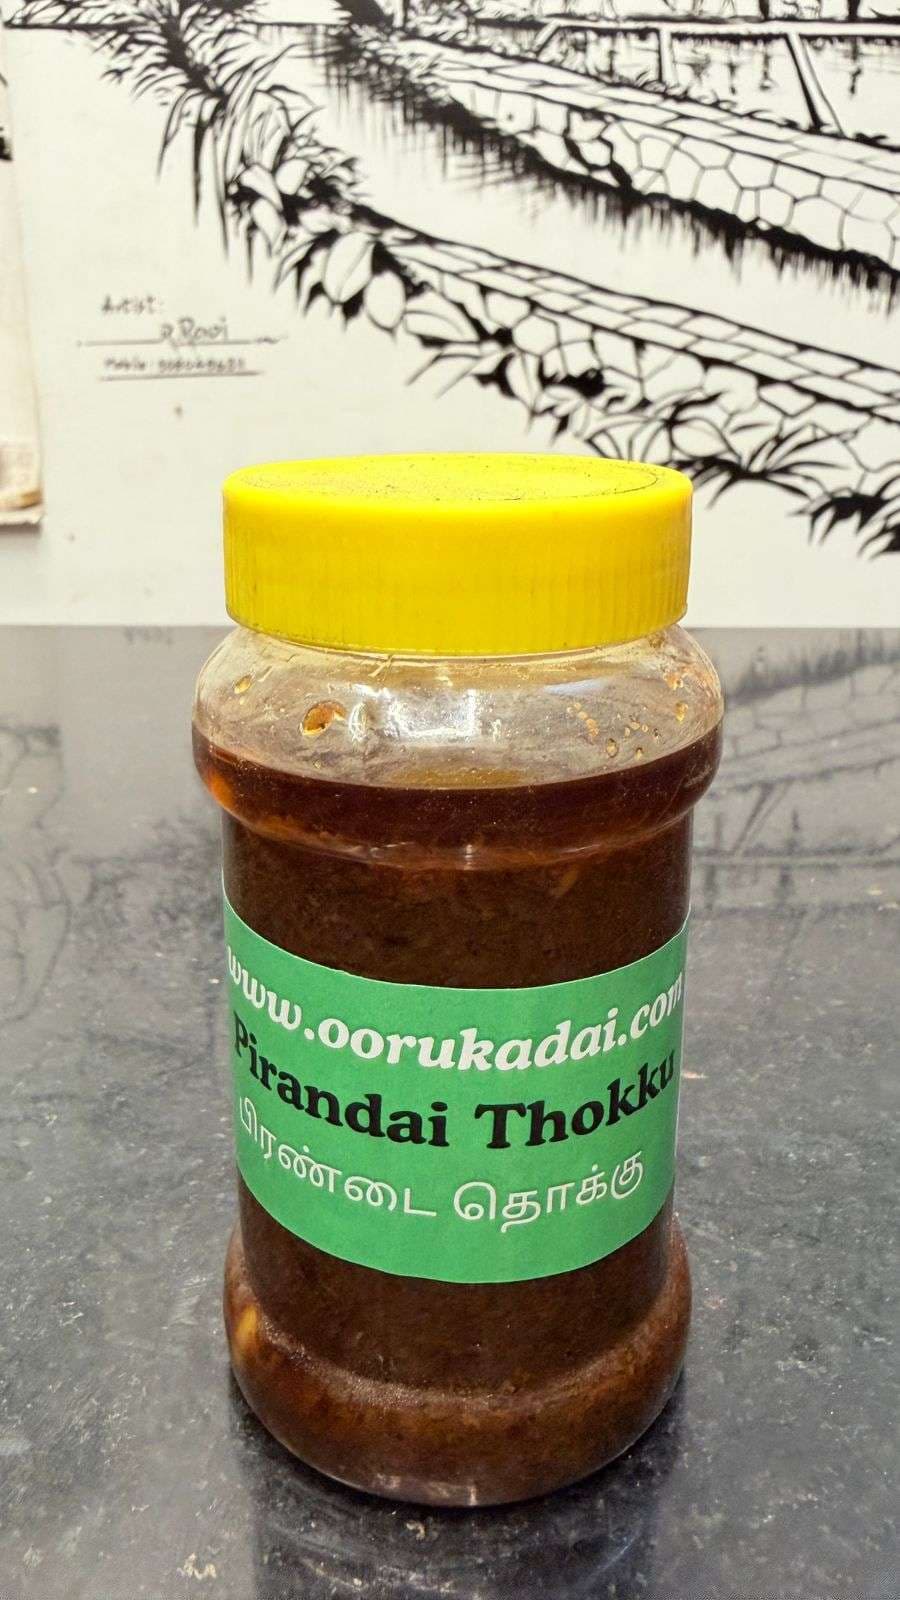 Artist:
www.oorukadai.com
Pirandai Thokku
பிரண்டை தொக்கு